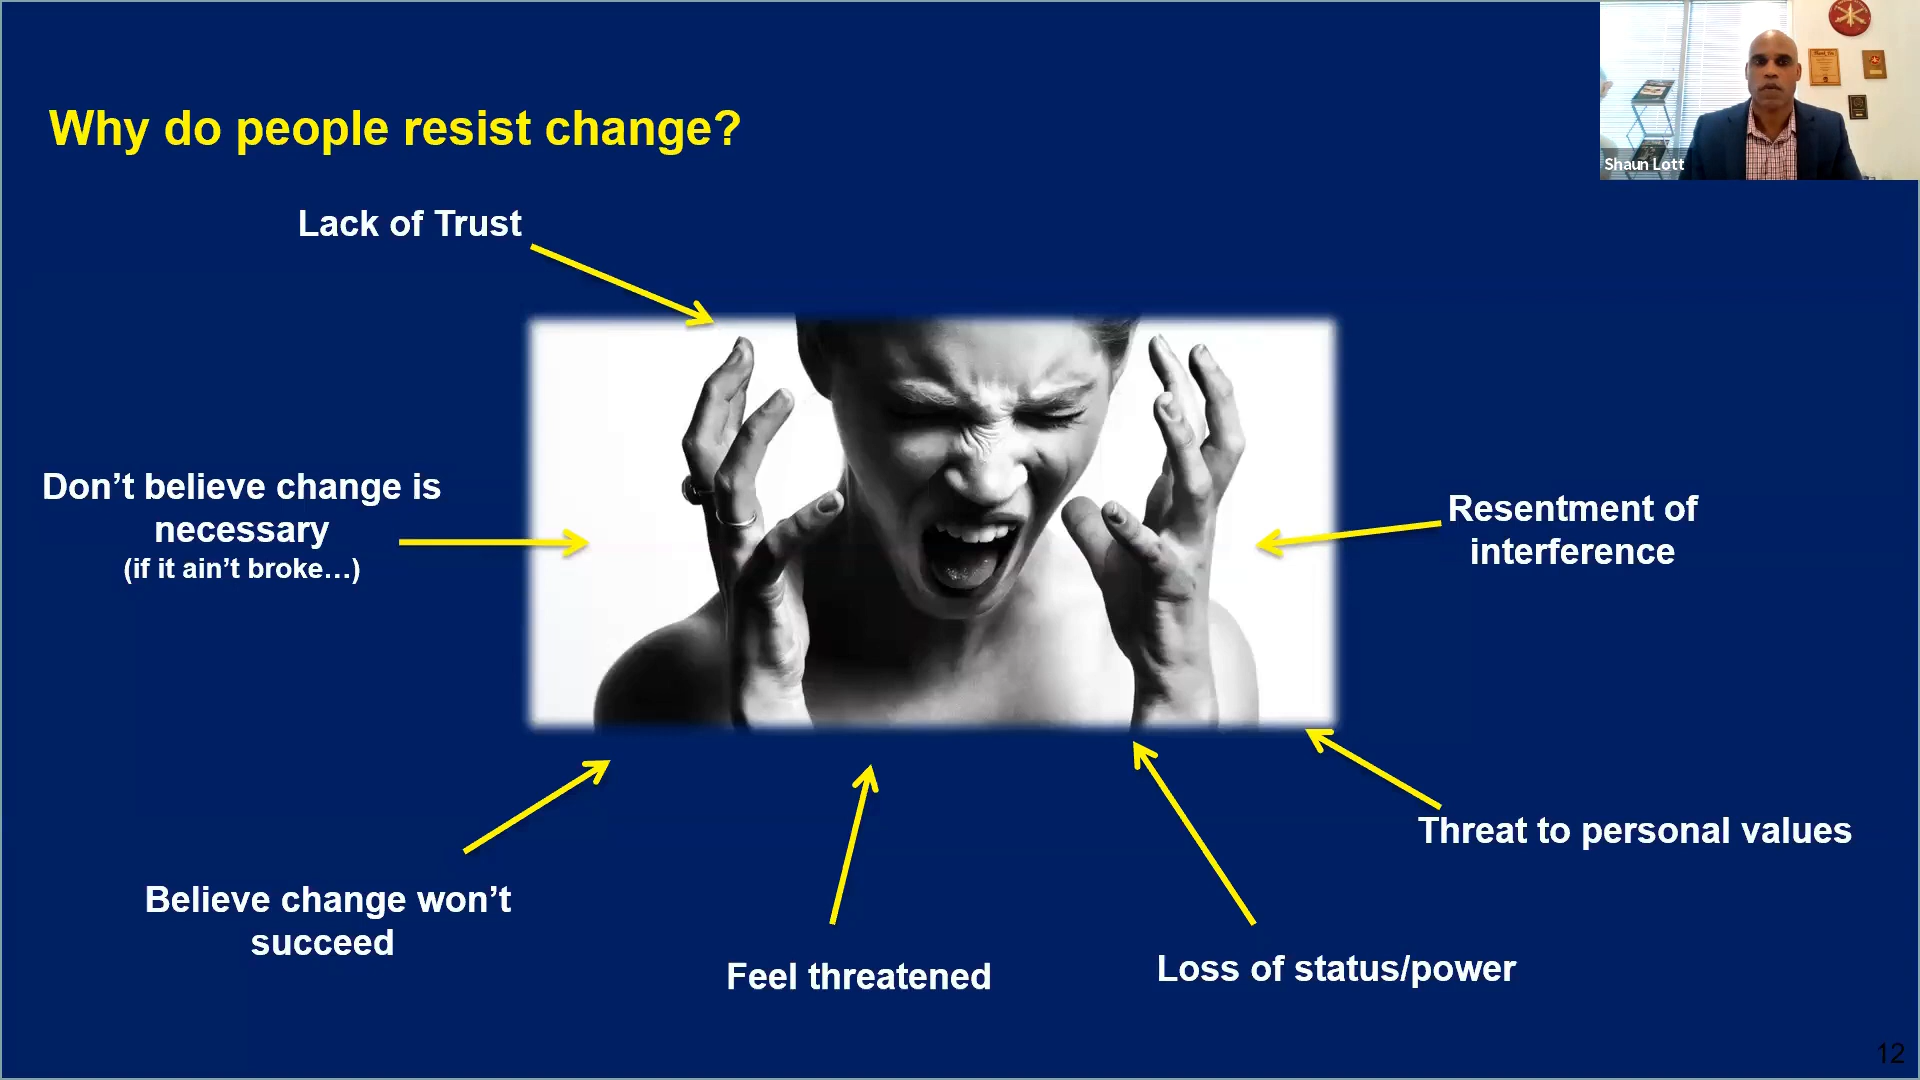 Why do people resist change?
Shaun Lott
Lack of Trust
Don’t believe change is
necessary
(if it ain’t broke…)
Resentment of
interference
Threat to personal values
Believe change won’t
succeed
Feel threatened
Loss of status/power
12